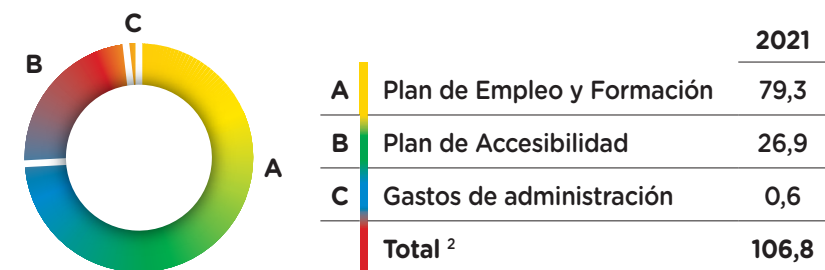 C
B
A
2021
A Plan de Empleo y Formación 79,3
B Plan de Accesibilidad 26,9
C Gastos de administración 0,6
Total ² 106,8